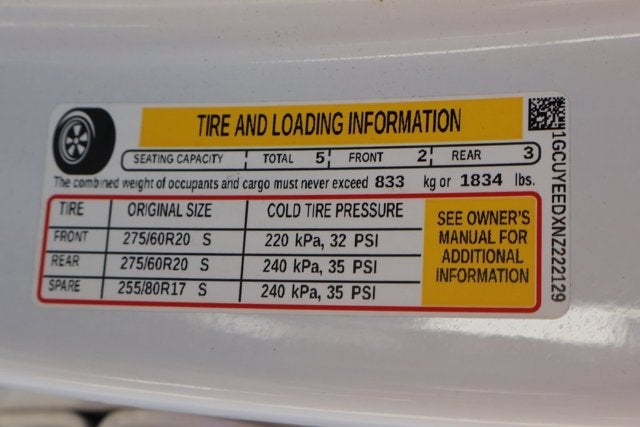 TIRE AND LOADING INFORMATION
SEATING CAPACITY TOTAL 5 FRONT 2 REAR 3
The combined weight of occupants and cargo must never exceed 833 kg or 1834 lbs.
TIRE ORIGINAL SIZE COLD TIRE PRESSURE
FRONT 275/60R20 S 220 kPa, 32 PSI
REAR 275/60R20 S 240 kPa, 35 PSI
SPARE 255/80R17 S 240 kPa, 35 PSI
SEE OWNER'S
MANUAL FOR
ADDITIONAL
INFORMATION
1GCUYEEDXNZ222129